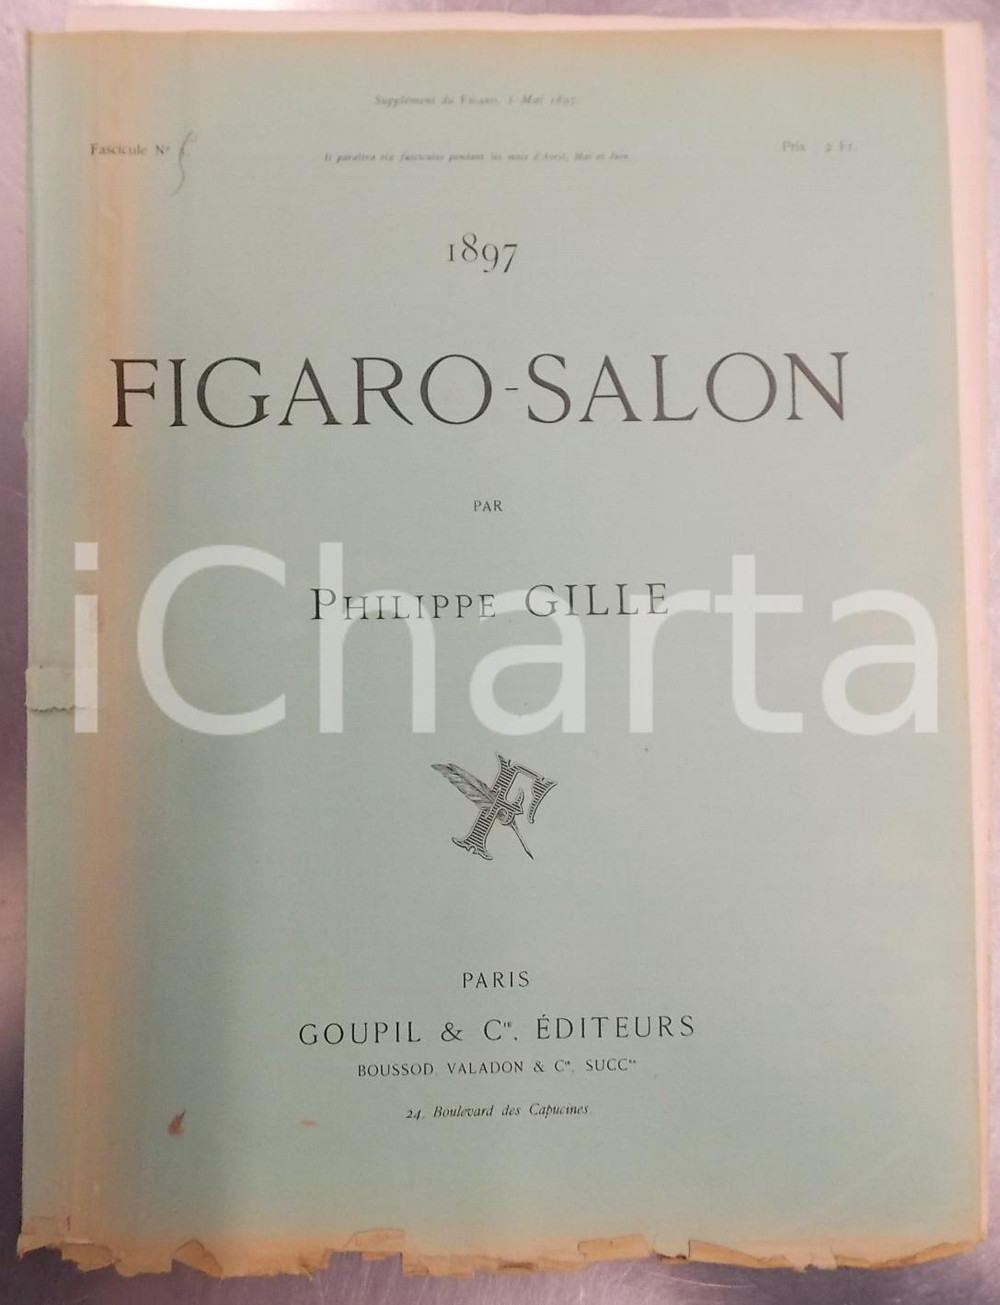 Supplément du FIGARO, 1 Mai 1897.
Fascicule Nº
Il paraîtra six fascicules pendant les mois d'Avril, Mai et Juin.
Prix : 2 Fr.
1897
FIGARO-SALON
PAR
PHILIPPE GILLE
iCharta
PARIS
GOUPIL & Cie, ÉDITEURS
BOUSSOD, VALADON & Cie, SUCCrs
24, Boulevard des Capucines